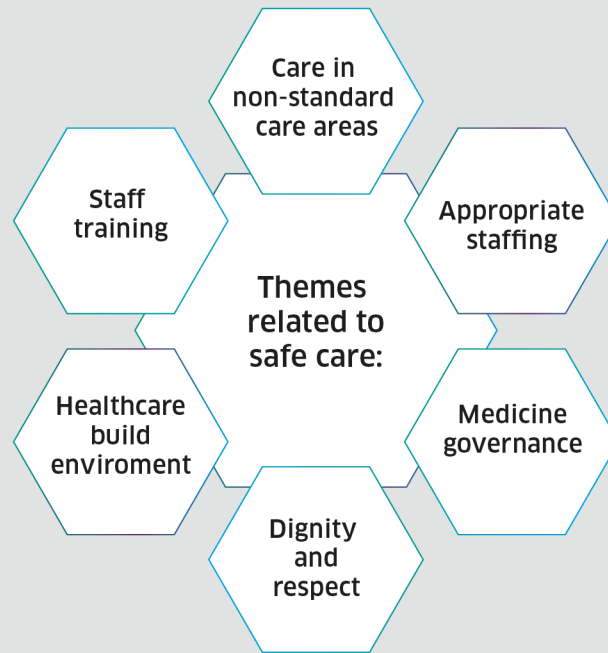 Care in
non-standard
care areas
Staff
training
Appropriate
staffing
Themes
related to
safe care:
Healthcare
build
enviroment
Medicine
governance
Dignity
and
respect